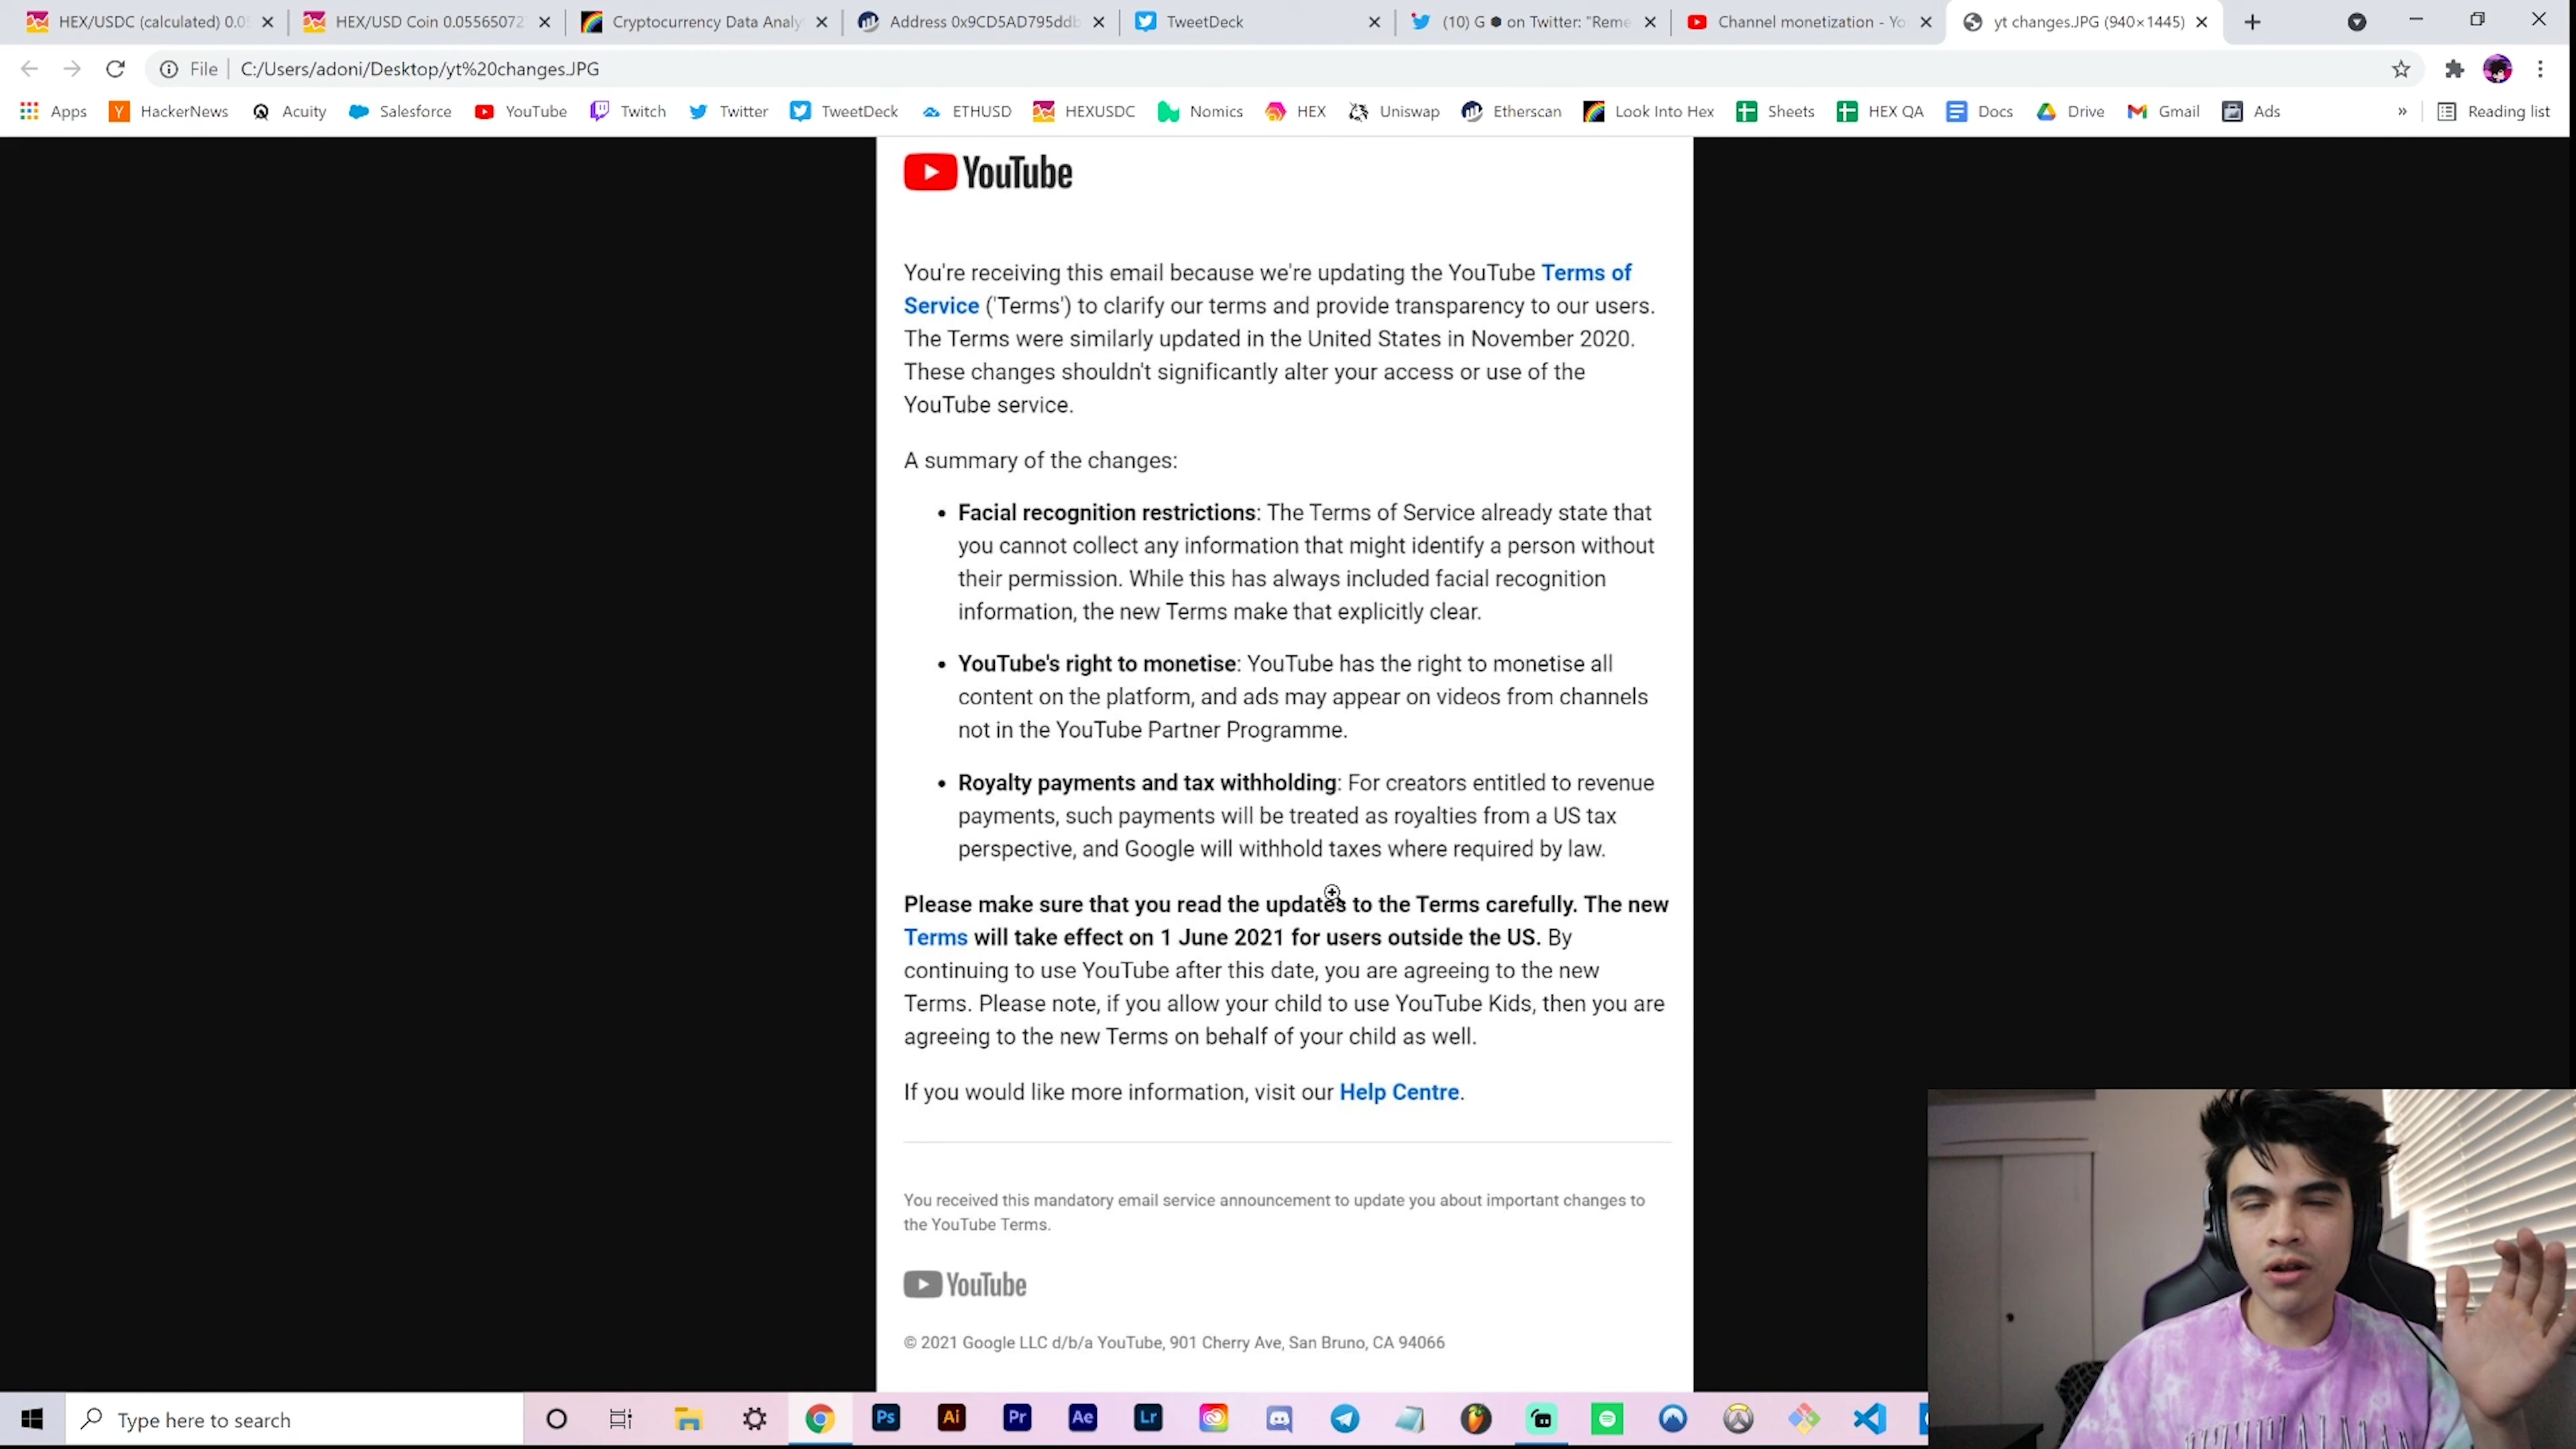 HEX/USDC (calculated) 0.05
HEX/USD Coin 0.05565072
Cryptocurrency Data Analy
Address 0x9CD5AD795ddb
TweetDeck
(10) G ⬢ on Twitter: "Reme
Channel monetization - Yo
yt changes.JPG (940×1445)
File
C:/Users/adoni/Desktop/yt%20changes.JPG
Apps
HackerNews
Acuity
Salesforce
YouTube
Twitch
Twitter
TweetDeck
ETHUSD
HEXUSDC
Nomics
HEX
Uniswap
Etherscan
Look Into Hex
Sheets
HEX QA
Docs
Drive
Gmail
Ads
»
Reading list
YouTube
You're receiving this email because we're updating the YouTube Terms of
Service ('Terms') to clarify our terms and provide transparency to our users.
The Terms were similarly updated in the United States in November 2020.
These changes shouldn't significantly alter your access or use of the
YouTube service.
A summary of the changes:
• Facial recognition restrictions: The Terms of Service already state that
you cannot collect any information that might identify a person without
their permission. While this has always included facial recognition
information, the new Terms make that explicitly clear.
• YouTube's right to monetise: YouTube has the right to monetise all
content on the platform, and ads may appear on videos from channels
not in the YouTube Partner Programme.
• Royalty payments and tax withholding: For creators entitled to revenue
payments, such payments will be treated as royalties from a US tax
perspective, and Google will withhold taxes where required by law.
Please make sure that you read the updates to the Terms carefully. The new
Terms will take effect on 1 June 2021 for users outside the US. By
continuing to use YouTube after this date, you are agreeing to the new
Terms. Please note, if you allow your child to use YouTube Kids, then you are
agreeing to the new Terms on behalf of your child as well.
If you would like more information, visit our Help Centre.
You received this mandatory email service announcement to update you about important changes to
the YouTube Terms.
YouTube
© 2021 Google LLC d/b/a YouTube, 901 Cherry Ave, San Bruno, CA 94066
Type here to search
Ps
Ai
Pr
Ae
Lr